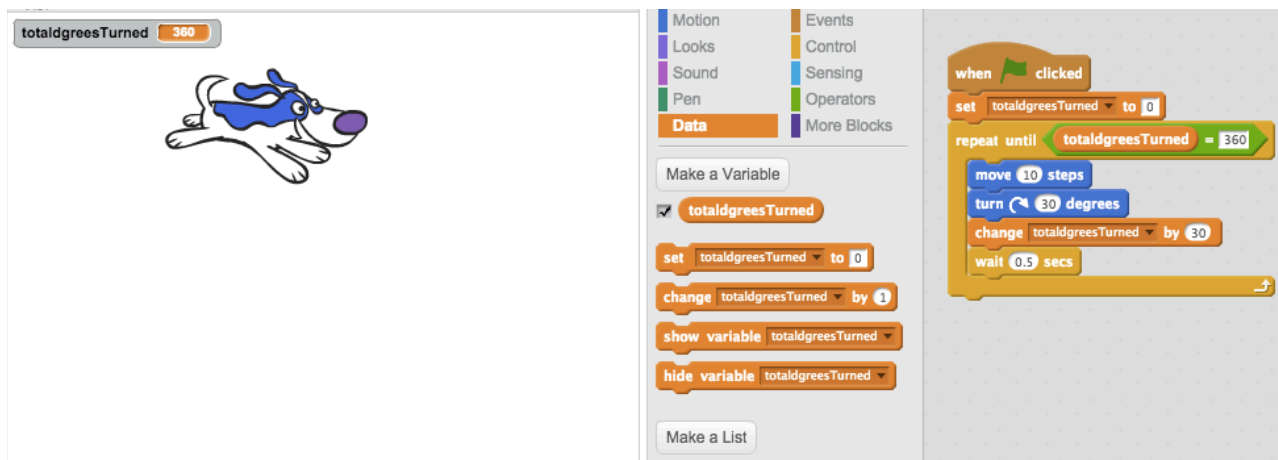 totaldgreesTurned 360
Motion
Looks
Sound
Pen
Data
Events
Control
Sensing
Operators
More Blocks
Make a Variable
totaldgreesTurned
set totaldgreesTurned to 0
change totaldgreesTurned by 1
show variable totaldgreesTurned
hide variable totaldgreesTurned
Make a List
when clicked
set totaldgreesTurned to 0
repeat until totaldgreesTurned = 360
move 10 steps
turn 30 degrees
change totaldgreesTurned by 30
wait 0.5 secs